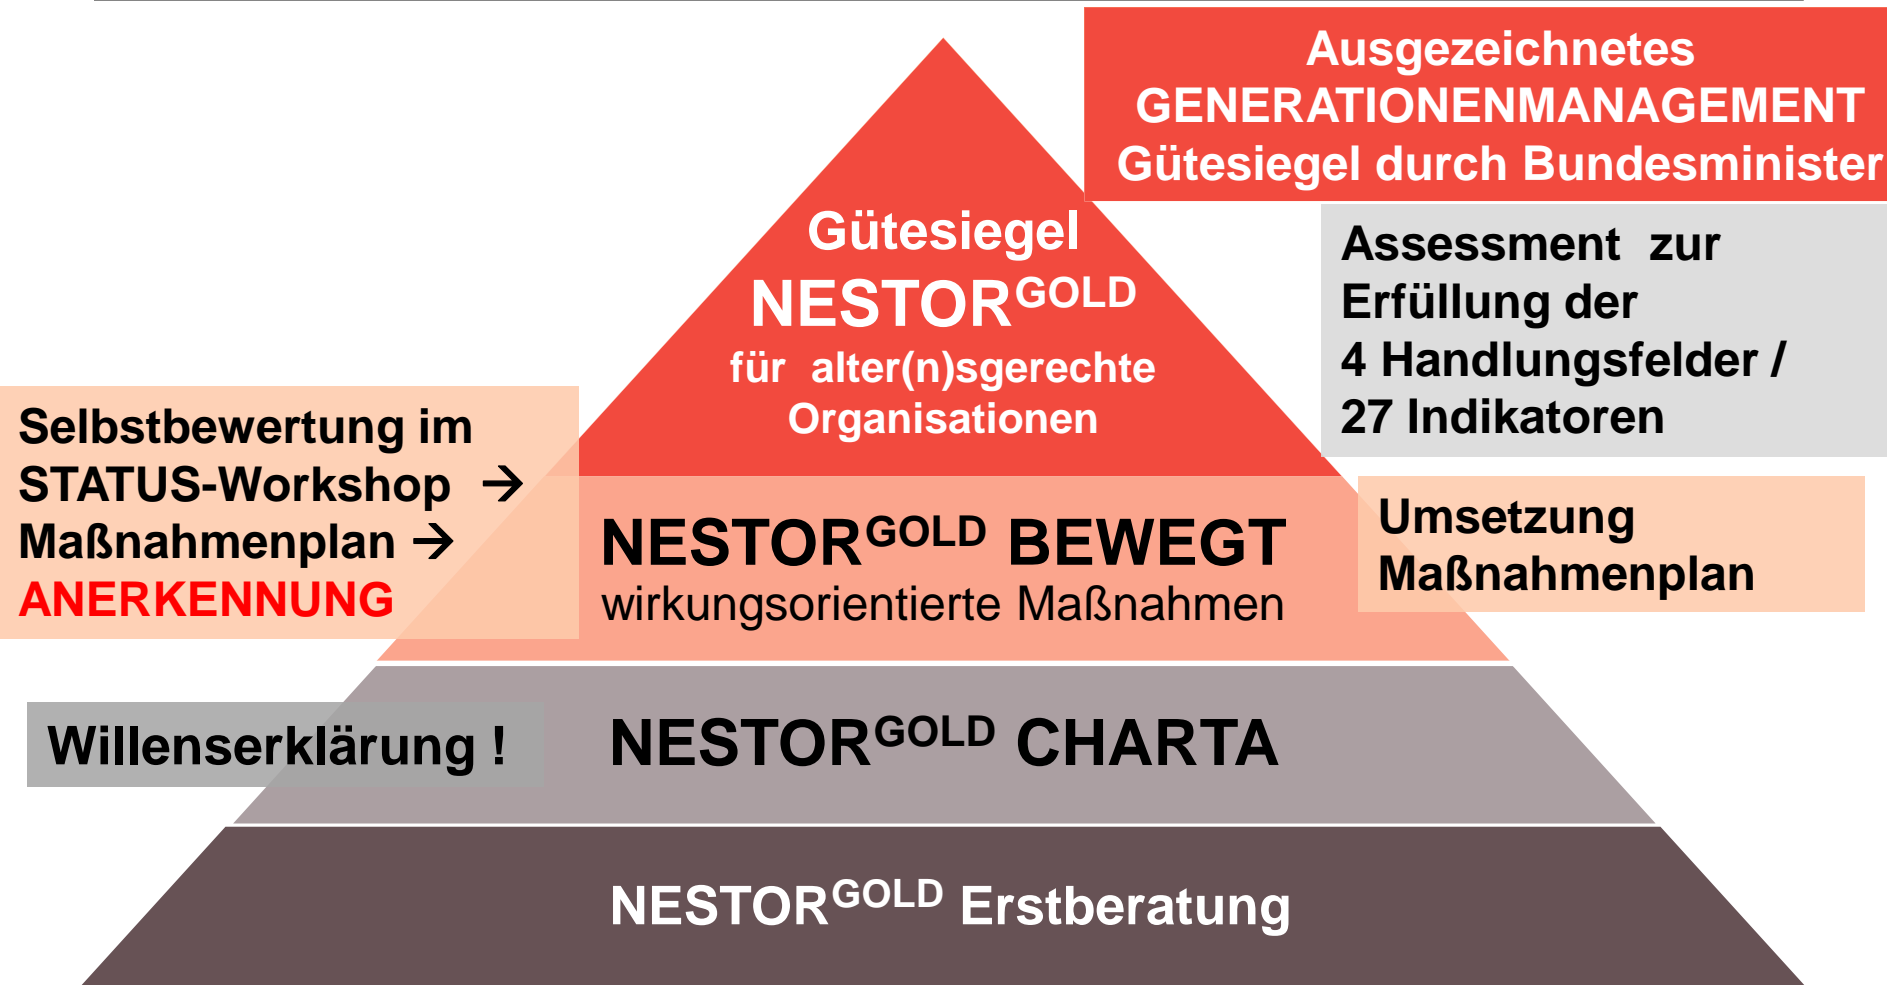 Ausgezeichnetes
GENERATIONENMANAGEMENT
Gütesiegel durch Bundesminister
Gütesiegel
NESTORGOLD
für alter(n)sgerechte
Organisationen
Assessment zur
Erfüllung der
4 Handlungsfelder /
27 Indikatoren
Selbstbewertung im
STATUS-Workshop →
Maßnahmenplan →
ANERKENNUNG
NESTORGOLD BEWEGT
wirkungsorientierte Maßnahmen
Umsetzung
Maßnahmenplan
Willenserklärung !
NESTORGOLD CHARTA
NESTORGOLD Erstberatung